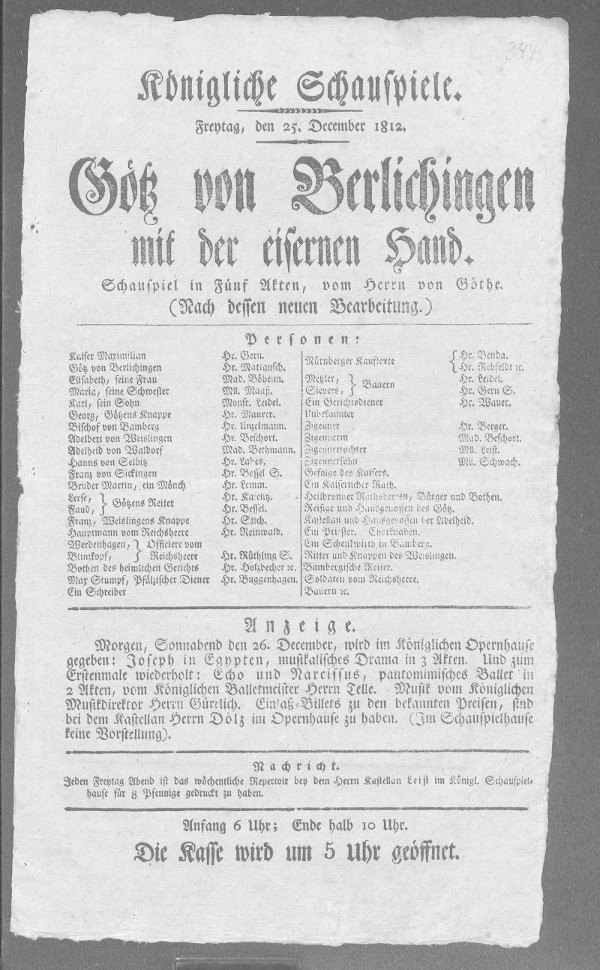 344
Königliche Schauspiele.
Freytag, den 25. December 1812.
Götz von Berlichingen
mit der eisernen Hand.
Schauspiel in Fünf Akten, vom Herrn von Göthe.
(Nach dessen neuen Bearbeitung.)
Personen:
Kaiser Maximilian Hr. Gern.
Götz von Berlichingen Hr. Mattausch.
Elisabeth, seine Frau Mad. Böheim.
Maria, seine Schwester Mll. Maaß.
Karl, sein Sohn Monsr. Leidel.
Georg, Götzens Knappe Hr. Maurer.
Bischof von Bamberg Hr. Unzelmann.
Adelbert von Weislingen Hr. Beschort.
Adelheid von Walldorf Mad. Bethmann.
Hanns von Selbitz Hr. Labes.
Franz von Sickingen Hr. Bessel S.
Bruder Martin, ein Mönch Hr. Lemm.
Lerse, } Götzens Reiter Hr. Kaselitz.
Faud, Hr. Bessel.
Franz, Weislingens Knappe Hr. Stich.
Hauptmann vom Reichsheere Hr. Reinwald.
Werdenhagen, } Officiere vom
Blinzkopf, Reichsheere Hr. Rüthling S.
Bothen des heimlichen Gerichts Hr. Holzbecher ꝛc.
Max Stumpf, Pfälzischer Diener Hr. Buggenhagen.
Ein Schreiber
Nürnberger Kaufleute { Hr. Benda.
Hr. Rehfeldt ꝛc.
Metzler, } Bauern Hr. Leidel.
Sievers, Hr. Gern S.
Ein Gerichtsdiener Hr. Wauer.
Unbekannter
Zigeuner Hr. Berger.
Zigeunerin Mad. Beschort.
Zigeunertochter Mll. Leist.
Zigeunersohn Mll. Schwach.
Gefolge des Kaisers.
Ein Kaiserlicher Rath.
Heilbronner Rathsherren, Bürger und Bothen.
Reisige und Hausgenossen des Götz.
Kastellan und Hausgenossen der Adelheid.
Ein Priester. Chorknaben.
Ein Schenkwirth in Bamberg.
Ritter und Knappen des Weislingen.
Bambergische Reiter.
Soldaten vom Reichsheere.
Bauern ꝛc.
Anzeige.
Morgen, Sonnabend den 26. December, wird im Königlichen Opernhause
gegeben: Joseph in Egypten, musikalisches Drama in 3 Akten. Und zum
Erstenmale wiederholt: Echo und Narcissus, pantomimisches Ballet in
2 Akten, vom Königlichen Balletmeister Herrn Telle. Musik vom Königlichen
Musikdirektor Herrn Gürrlich. Einlaß-Billets zu den bekannten Preisen, sind
bei dem Kastellan Herrn Dölz im Opernhause zu haben. (Im Schauspielhause
keine Vorstellung).
Nachricht.
Jeden Freytag Abend ist das wöchentliche Repertoir bey dem Herrn Kastellan Leist im Königl. Schauspiel-
hause für 8 Pfennige gedruckt zu haben.
Anfang 6 Uhr; Ende halb 10 Uhr.
Die Kasse wird um 5 Uhr geöffnet.